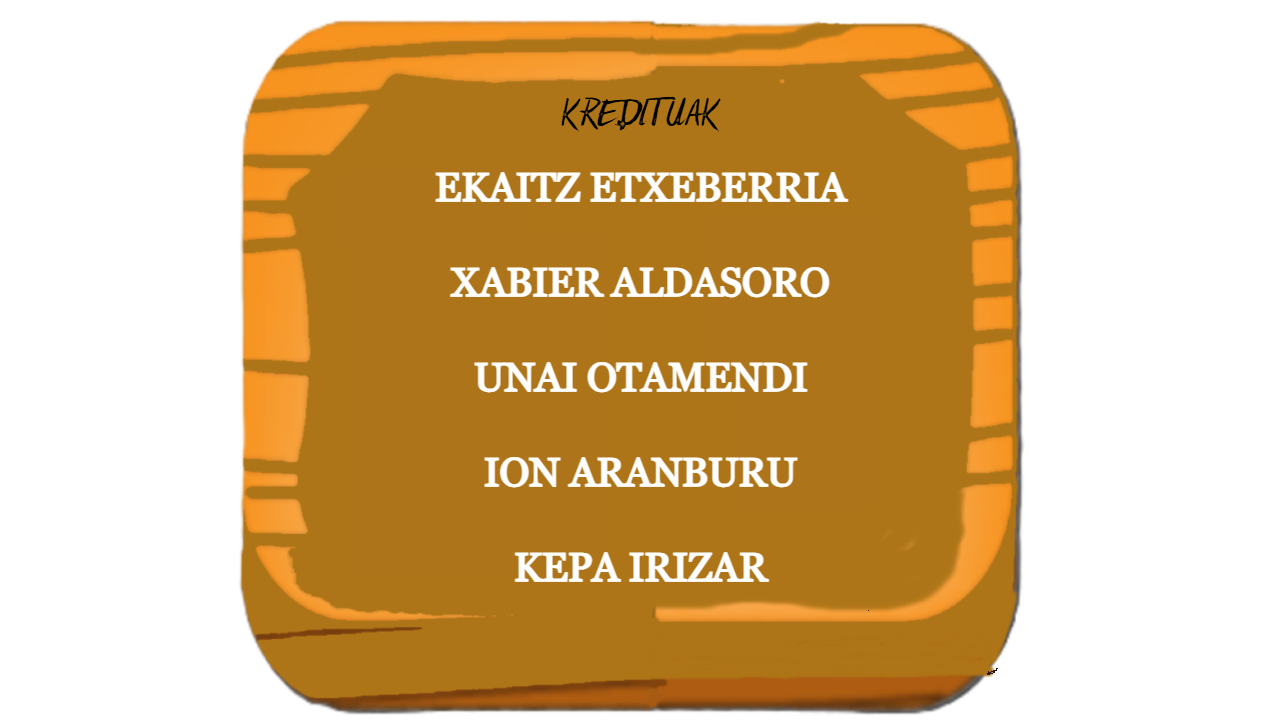 KREDITUAK
EKAITZ ETXEBERRIA
XABIER ALDASORO
UNAI OTAMENDI
ION ARANBURU
KEPA IRIZAR